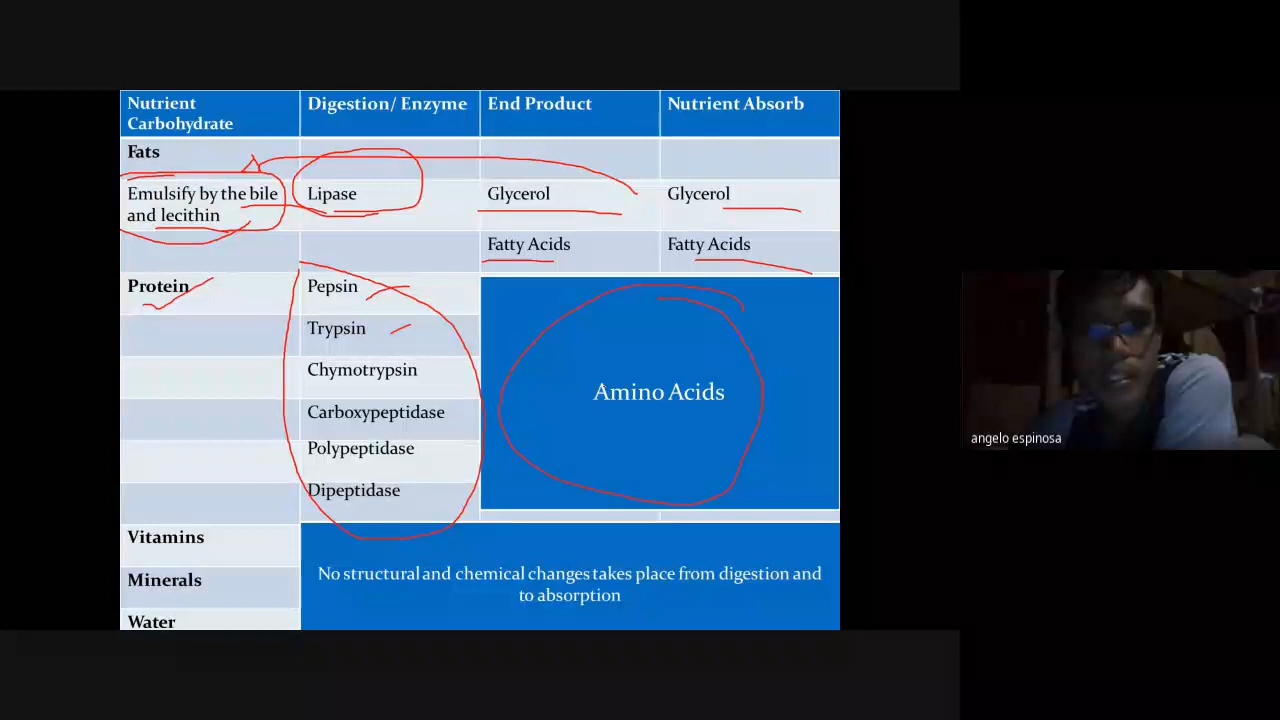 Nutrient Digestion/ Enzyme End Product Nutrient Absorb
Carbohydrate
Fats
Emulsify by the bile Lipase Glycerol Glycerol
and lecithin
Fatty Acids Fatty Acids
Protein Pepsin
Trypsin
Chymotrypsin
Amino Acids
Carboxypeptidase
Polypeptidase
Dipeptidase
Vitamins
No structural and chemical changes takes place from digestion and
Minerals
to absorption
Water
angelo espinosa